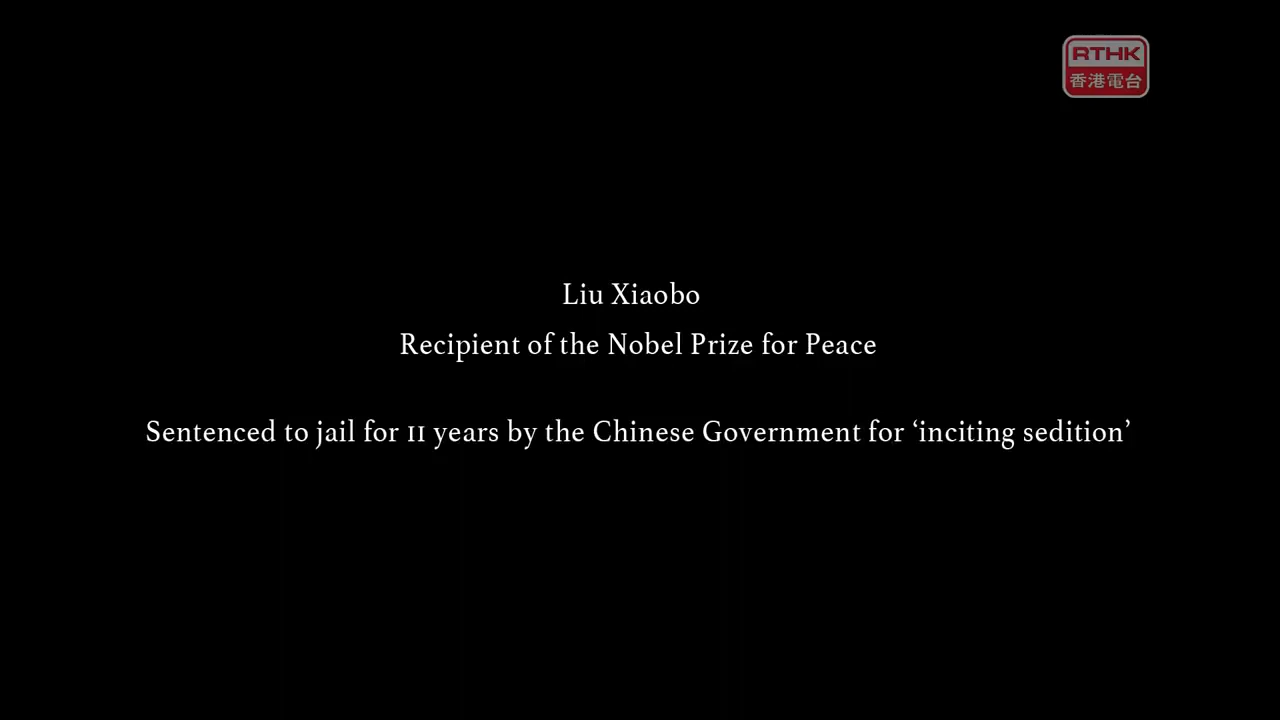 RTHK
香港電台
Liu Xiaobo
Recipient of the Nobel Prize for Peace
Sentenced to jail for 11 years by the Chinese Government for ‘inciting sedition’